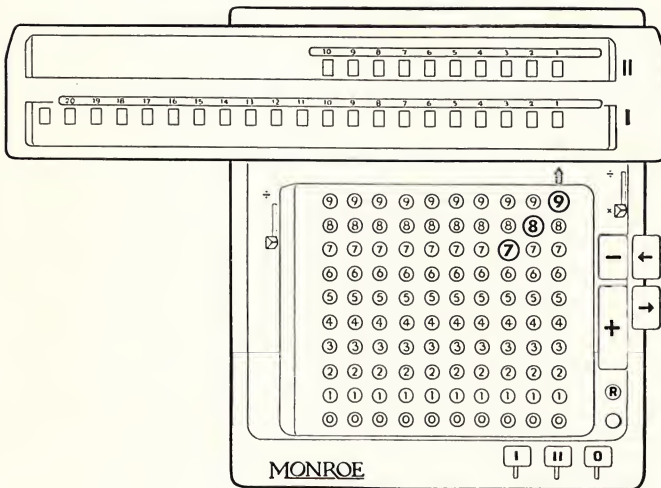 10 9 8 7 6 5 4 3 2 1
II
20 19 18 17 16 15 14 13 12 11 10 9 8 7 6 5 4 3 2 1
I
÷ ÷
9 9 9 9 9 9 9 9 9 9
×
8 8 8 8 8 8 8 8 8 8
7 7 7 7 7 7 7 7 7 7
− ←
6 6 6 6 6 6 6 6 6 6
5 5 5 5 5 5 5 5 5 5
→
4 4 4 4 4 4 4 4 4 4
+
3 3 3 3 3 3 3 3 3 3
2 2 2 2 2 2 2 2 2 2
1 1 1 1 1 1 1 1 1 1
R
0 0 0 0 0 0 0 0 0 0
MONROE
I II 0